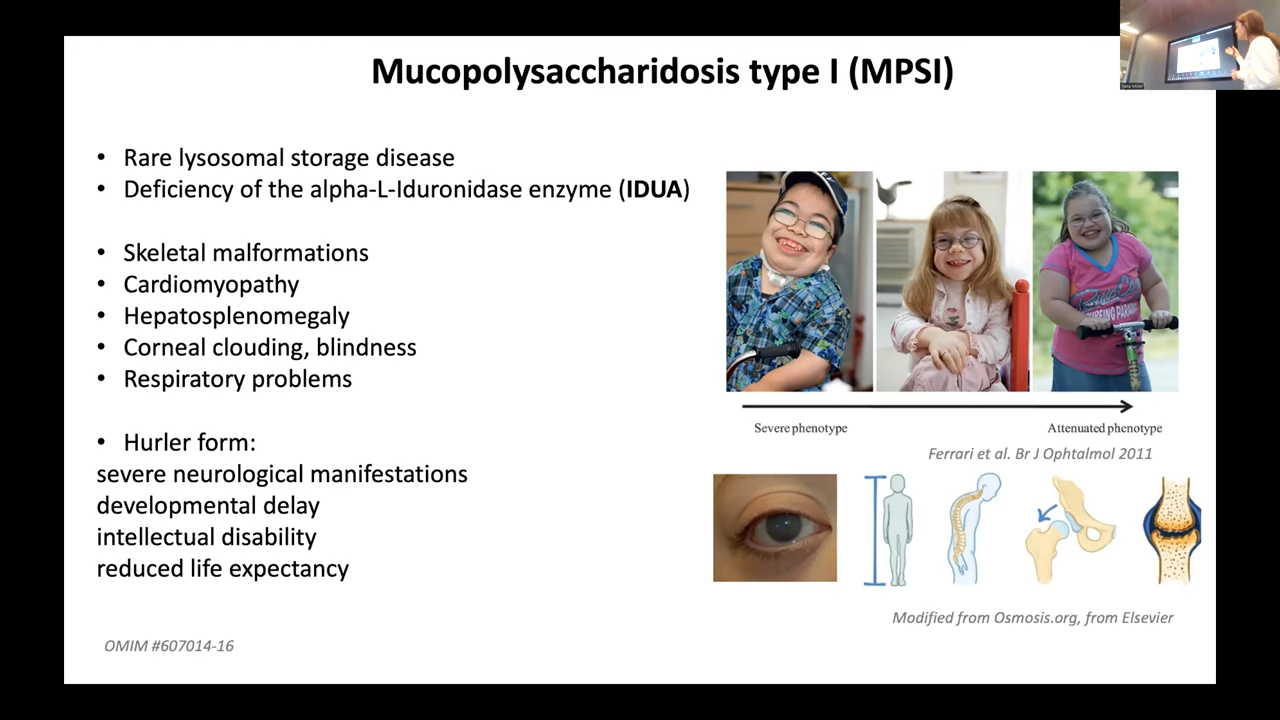 Mucopolysaccharidosis type I (MPSI)
• Rare lysosomal storage disease
• Deficiency of the alpha-L-Iduronidase enzyme (IDUA)
• Skeletal malformations
• Cardiomyopathy
• Hepatosplenomegaly
• Corneal clouding, blindness
• Respiratory problems
• Hurler form:
severe neurological manifestations
developmental delay
intellectual disability
reduced life expectancy
OMIM #607014-16
Severe phenotype
Attenuated phenotype
Ferrari et al. Br J Ophtalmol 2011
Modified from Osmosis.org, from Elsevier